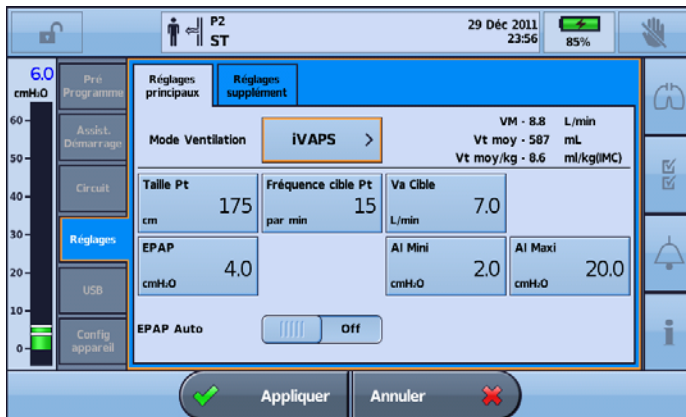 P2
ST
29 Déc 2011
23:56
85%
6.0
cmH₂O
60
50
40
30
20
10
0
Pré
Programme
Assist.
Démarrage
Circuit
Réglages
USB
Config
appareil
Réglages
principaux
Réglages
supplément
Mode Ventilation
iVAPS >
VM - 8.8 L/min
Vt moy - 587 mL
Vt moy/kg - 8.6 ml/kg(IMC)
Taille Pt
175
cm
Fréquence cible Pt
15
par min
Va Cible
7.0
L/min
EPAP
4.0
cmH₂O
AI Mini
2.0
cmH₂O
AI Maxi
20.0
cmH₂O
EPAP Auto
Off
Appliquer
Annuler